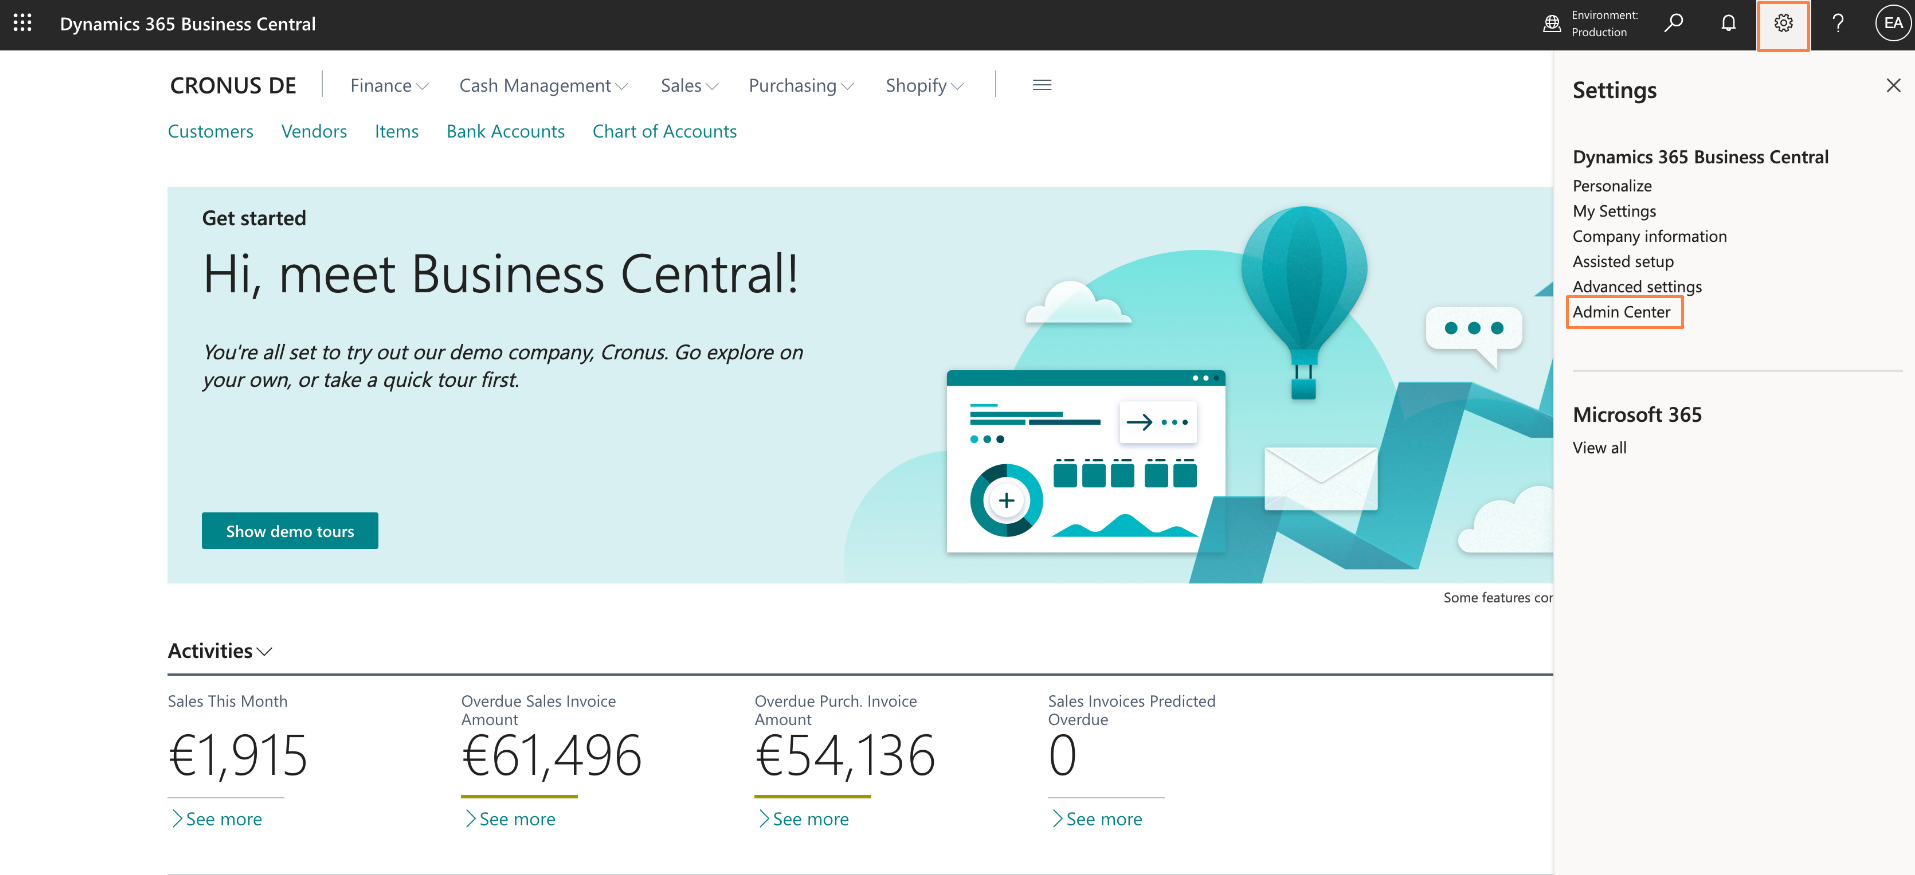 Dynamics 365 Business Central
Environment:
Production
?
EA
CRONUS DE
Finance
Cash Management
Sales
Purchasing
Shopify
Customers
Vendors
Items
Bank Accounts
Chart of Accounts
Get started
Hi, meet Business Central!
You're all set to try out our demo company, Cronus. Go explore on
your own, or take a quick tour first.
Show demo tours
Some features cor
Activities
Sales This Month
€1,915
See more
Overdue Sales Invoice
Amount
€61,496
See more
Overdue Purch. Invoice
Amount
€54,136
See more
Sales Invoices Predicted
Overdue
0
See more
Settings
Dynamics 365 Business Central
Personalize
My Settings
Company information
Assisted setup
Advanced settings
Admin Center
Microsoft 365
View all